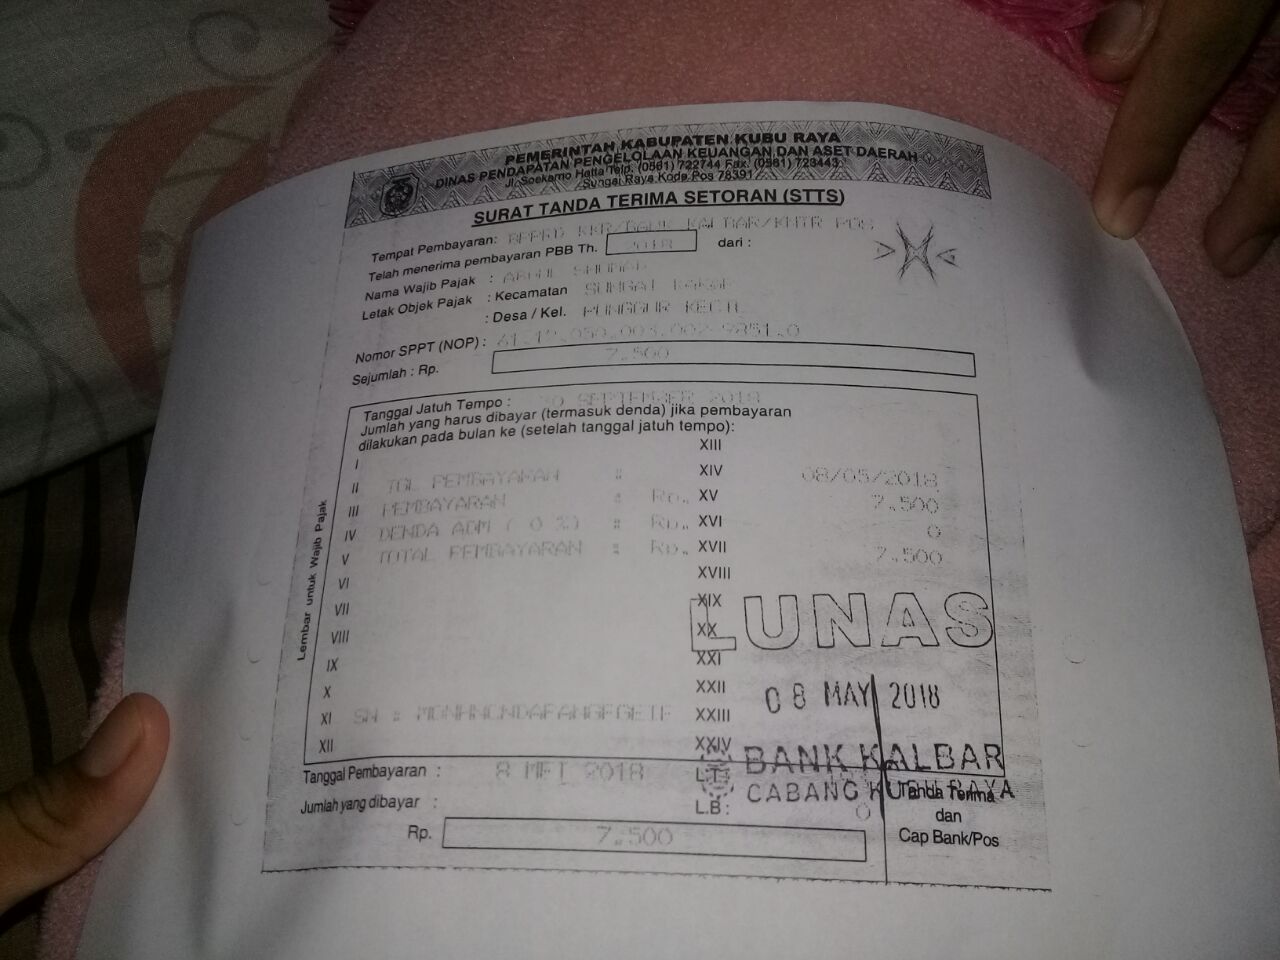 PEMERINTAH KABUPATEN KUBU RAYA
DINAS PENDAPATAN PENGELOLAAN KEUANGAN DAN ASET DAERAH
Jl. Soekarno Hatta Telp. (0561) 722744 Fax. (0561) 723443
Sungai Raya Kode Pos 78391
SURAT TANDA TERIMA SETORAN (STTS)
Tempat Pembayaran: BPPRD KKR/BANK KALBAR/KNTR POS
Telah menerima pembayaran PBB Th. 2018 dari :
Nama Wajib Pajak :
Letak Objek Pajak : Kecamatan SUNGAI KAKAP
: Desa / Kel. PUNGGUR KECIL
Nomor SPPT (NOP) : 61.12.050.003.002-9851.0
Sejumlah : Rp. 7.500
Tanggal Jatuh Tempo : 30 SEPTEMBER 2018
Jumlah yang harus dibayar (termasuk denda) jika pembayaran
dilakukan pada bulan ke (setelah tanggal jatuh tempo):
I XIII
II TGL PEMBAYARAN : XIV 08/05/2018
III PEMBAYARAN : Rp. XV 7.500
IV DENDA ADM ( 0 %) : Rp. XVI 0
V TOTAL PEMBAYARAN : Rp. XVII 7.500
VI XVIII
VII XIX
VIII XX
LUNAS
IX XXI
X XXII
08 MAY 2018
XI SN : XXIII
XII XXIV
BANK KALBAR
CABANG KUBU RAYA
Tanggal Pembayaran : 8 MEI 2018 L.T :
Jumlah yang dibayar : L.B : 0
Rp. 7.500
Tanda Terima
dan
Cap Bank/Pos
Lembar untuk Wajib Pajak